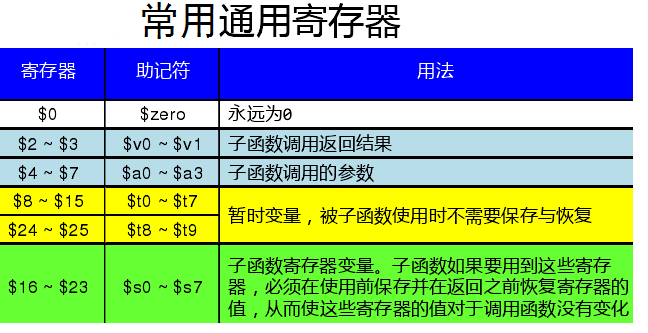 常用通用寄存器
寄存器 助记符 用法
$0 $zero 永远为0
$2 ~ $3 $v0 ~ $v1 子函数调用返回结果
$4 ~ $7 $a0 ~ $a3 子函数调用的参数
$8 ~ $15 $t0 ~ $t7
暂时变量，被子函数使用时不需要保存与恢复
$24 ~ $25 $t8 ~ $t9
子函数寄存器变量。子函数如果要用到这些寄存
$16 ~ $23 $s0 ~ $s7 器，必须在使用前保存并在返回之前恢复寄存器的
值，从而使这些寄存器的值对于调用函数没有变化